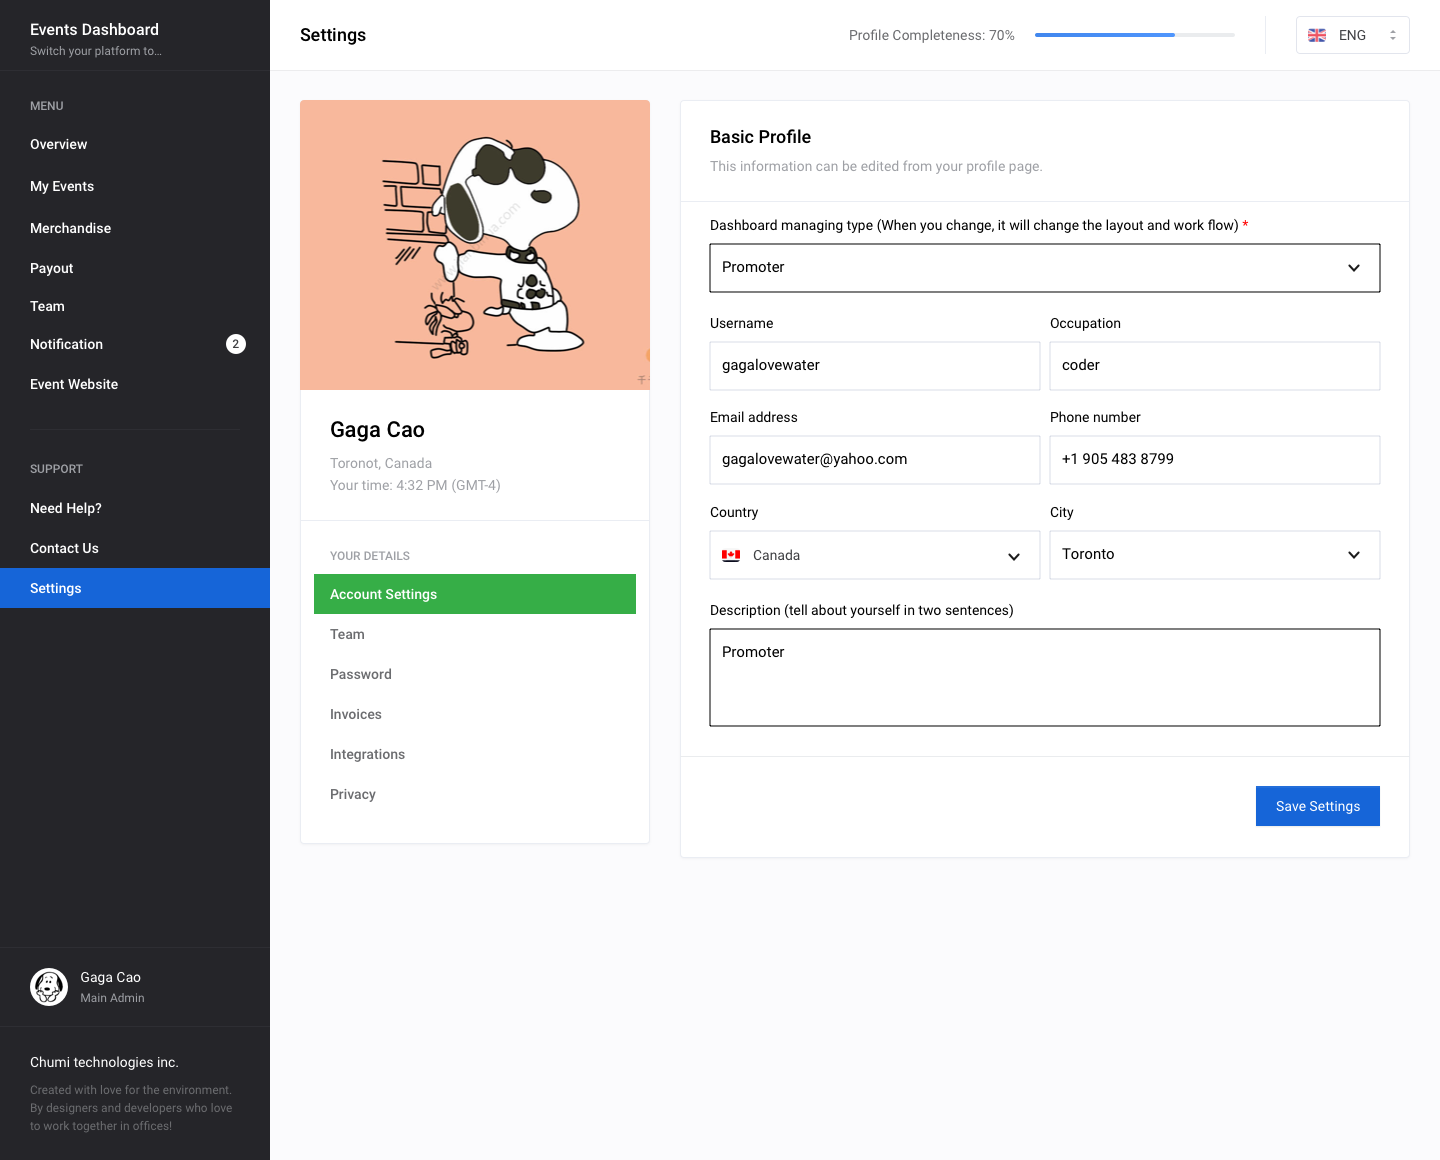 Events Dashboard
Switch your platform to...
MENU
Overview
My Events
Merchandise
Payout
Team
Notification 2
Event Website
SUPPORT
Need Help?
Contact Us
Settings
Gaga Cao
Main Admin
Chumi technologies inc.
Created with love for the environment.
By designers and developers who love
to work together in offices!
Settings
Profile Completeness: 70%
ENG
Gaga Cao
Toronot, Canada
Your time: 4:32 PM (GMT-4)
YOUR DETAILS
Account Settings
Team
Password
Invoices
Integrations
Privacy
Basic Profile
This information can be edited from your profile page.
Dashboard managing type (When you change, it will change the layout and work flow) *
Promoter
Username Occupation
gagalovewater coder
Email address Phone number
gagalovewater@yahoo.com +1 905 483 8799
Country City
Canada Toronto
Description (tell about yourself in two sentences)
Promoter
Save Settings